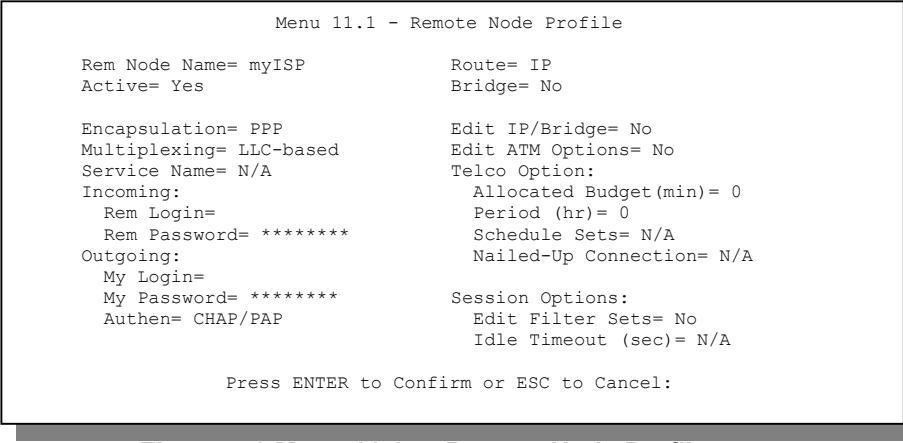 Menu 11.1 - Remote Node Profile
Rem Node Name= myISP Route= IP
Active= Yes Bridge= No
Encapsulation= PPP Edit IP/Bridge= No
Multiplexing= LLC-based Edit ATM Options= No
Service Name= N/A Telco Option:
Incoming: Allocated Budget(min)= 0
Rem Login= Period (hr)= 0
Rem Password= ******** Schedule Sets= N/A
Outgoing: Nailed-Up Connection= N/A
My Login=
My Password= ******** Session Options:
Authen= CHAP/PAP Edit Filter Sets= No
Idle Timeout (sec)= N/A
Press ENTER to Confirm or ESC to Cancel: